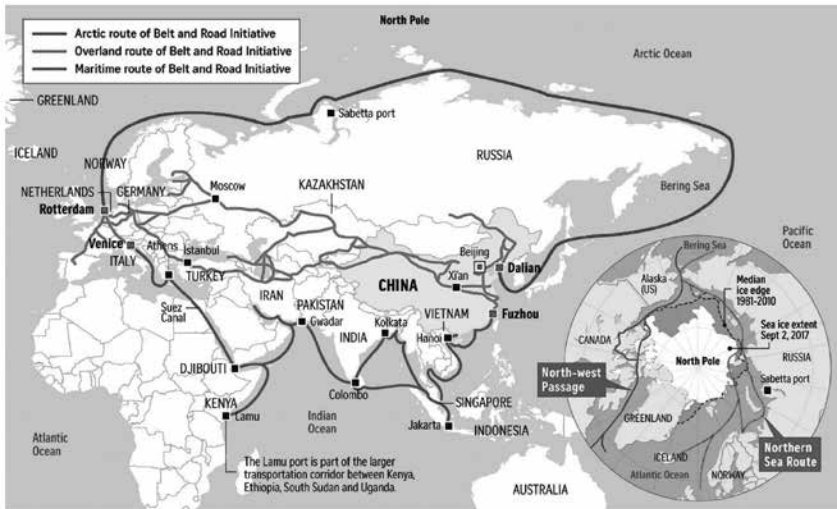 North Pole
Arctic route of Belt and Road Initiative
Overland route of Belt and Road Initiative
Maritime route of Belt and Road Initiative
Arctic Ocean
GREENLAND
Sabetta port
ICELAND
NORWAY
RUSSIA
NETHERLANDS
GERMANY
Moscow
KAZAKHSTAN
Bering Sea
Rotterdam
Pacific
Ocean
Venice
Athens
Istanbul
Beijing
Dalian
ITALY
TURKEY
CHINA
Xi'an
Suez
Canal
IRAN
PAKISTAN
Gwadar
INDIA
Kolkata
VIETNAM
Hanoi
Fuzhou
DJIBOUTI
Colombo
SINGAPORE
KENYA
Lamu
Indian
Ocean
Jakarta
INDONESIA
Atlantic
Ocean
The Lamu port is part of the larger
transportation corridor between Kenya,
Ethiopia, South Sudan and Uganda.
AUSTRALIA
Bering Sea
Alaska
(US)
Median
ice edge
1981-2010
Sea ice extent
Sept 2, 2017
CANADA
North Pole
RUSSIA
Sabetta port
North-west
Passage
GREENLAND
ICELAND
Atlantic Ocean
NORWAY
Northern
Sea Route